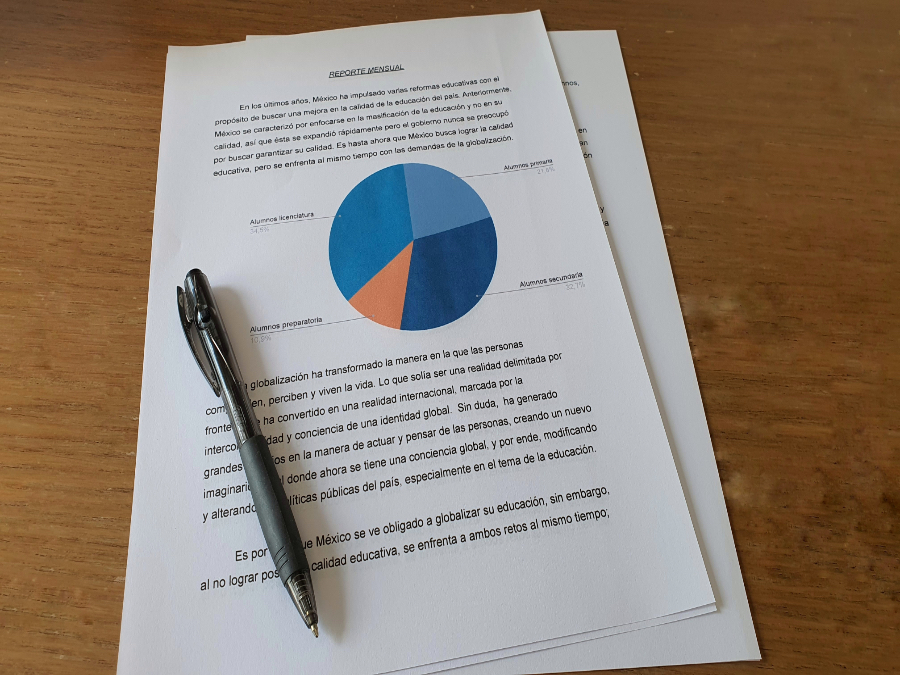 REPORTE MENSUAL
En los últimos años, México ha impulsado varias reformas educativas con el
propósito de buscar una mejora en la calidad de la educación del país. Anteriormente,
México se caracterizó por enfocarse en la masificación de la educación y no en su
calidad, así que ésta se expandió rápidamente pero el gobierno nunca se preocupó
por buscar garantizar su calidad. Es hasta ahora que México busca lograr la calidad
educativa, pero se enfrenta al mismo tiempo con las demandas de la globalización.
Alumnos primaria
Alumnos licenciatura
Alumnos secundaria
32,7%
Alumnos preparatoria
10,9%
globalización ha transformado la manera en la que las personas
perciben y viven la vida. Lo que solía ser una realidad delimitada por
ha convertido en una realidad internacional, marcada por la
y conciencia de una identidad global. Sin duda, ha generado
grandes en la manera de actuar y pensar de las personas, creando un nuevo
donde ahora se tiene una conciencia global, y por ende, modificando
y alterando públicas del país, especialmente en el tema de la educación.
Es por México se ve obligado a globalizar su educación, sin embargo,
al no lograr calidad educativa, se enfrenta a ambos retos al mismo tiempo;